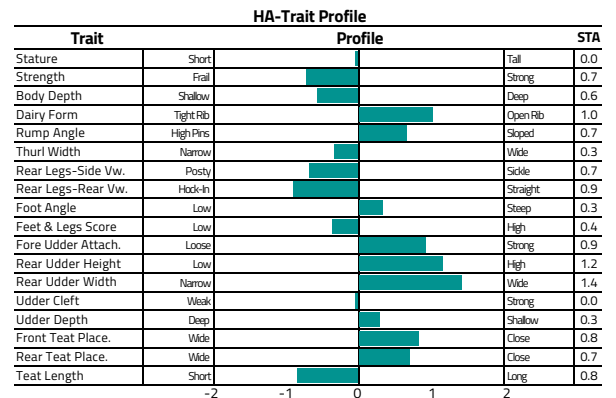 HA-Trait Profile
Trait Profile STA
Stature Short Tall 0.0
Strength Frail Strong 0.7
Body Depth Shallow Deep 0.6
Dairy Form Tight Rib Open Rib 1.0
Rump Angle High Pins Sloped 0.7
Thurl Width Narrow Wide 0.3
Rear Legs-Side Vw. Posty Sickle 0.7
Rear Legs-Rear Vw. Hock-In Straight 0.9
Foot Angle Low Steep 0.3
Feet & Legs Score Low High 0.4
Fore Udder Attach. Loose Strong 0.9
Rear Udder Height Low High 1.2
Rear Udder Width Narrow Wide 1.4
Udder Cleft Weak Strong 0.0
Udder Depth Deep Shallow 0.3
Front Teat Place. Wide Close 0.8
Rear Teat Place. Wide Close 0.7
Teat Length Short Long 0.8
-2 -1 0 1 2